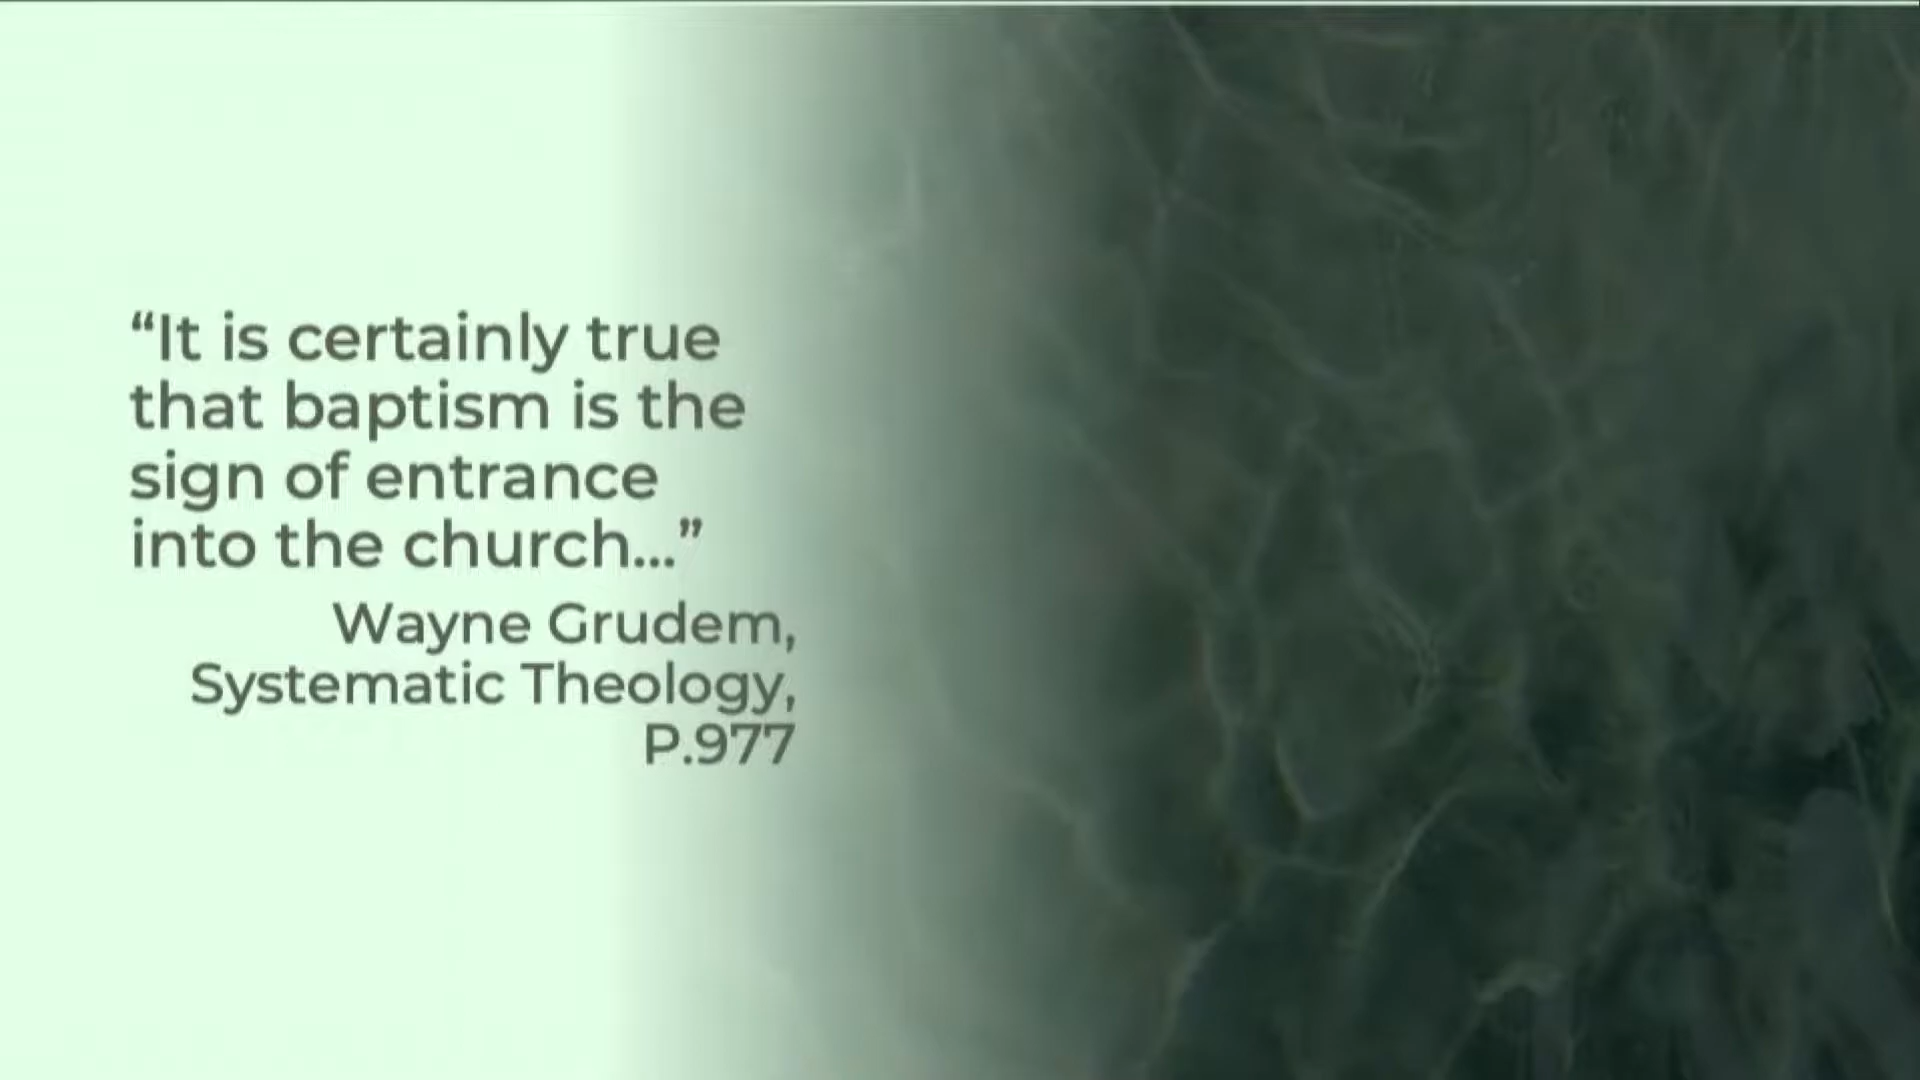 “It is certainly true
that baptism is the
sign of entrance
into the church...”
Wayne Grudem,
Systematic Theology,
P.977